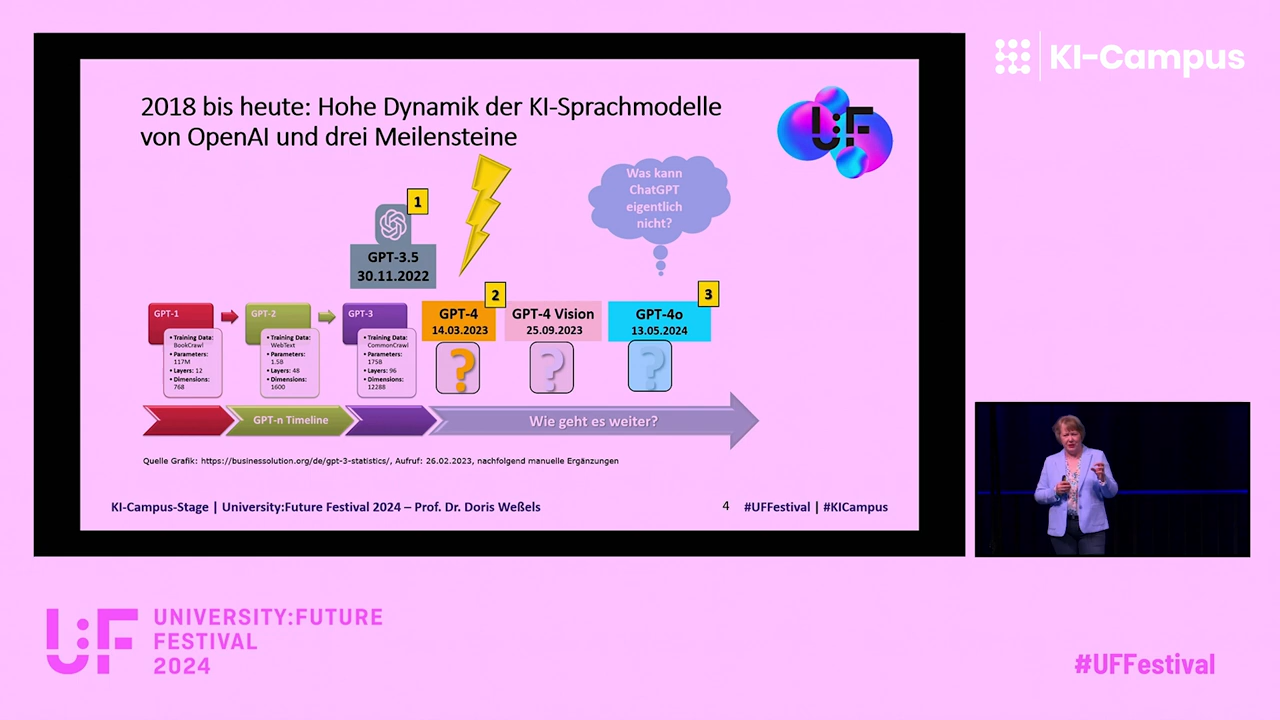 KI-Campus
2018 bis heute: Hohe Dynamik der KI-Sprachmodelle
von OpenAI und drei Meilensteine
U:F
Was kann
ChatGPT
eigentlich
nicht?
1
GPT-3.5
30.11.2022
2
3
GPT-1
GPT-2
GPT-3
GPT-4
14.03.2023
GPT-4 Vision
25.09.2023
GPT-4o
13.05.2024
• Training Data:
BookCrawl
• Parameters:
117M
• Layers: 12
• Dimensions:
768
• Training Data:
WebText
• Parameters:
1.5B
• Layers: 48
• Dimensions:
1600
• Training Data:
CommonCrawl
• Parameters:
175B
• Layers: 96
• Dimensions:
12288
?
?
?
GPT-n Timeline
Wie geht es weiter?
Quelle Grafik: https://businessolution.org/de/gpt-3-statistics/, Aufruf: 26.02.2023, nachfolgend manuelle Ergänzungen
KI-Campus-Stage | University:Future Festival 2024 – Prof. Dr. Doris Weßels
4
#UFFestival | #KICampus
U:F
UNIVERSITY:FUTURE
FESTIVAL
2024
#UFFestival